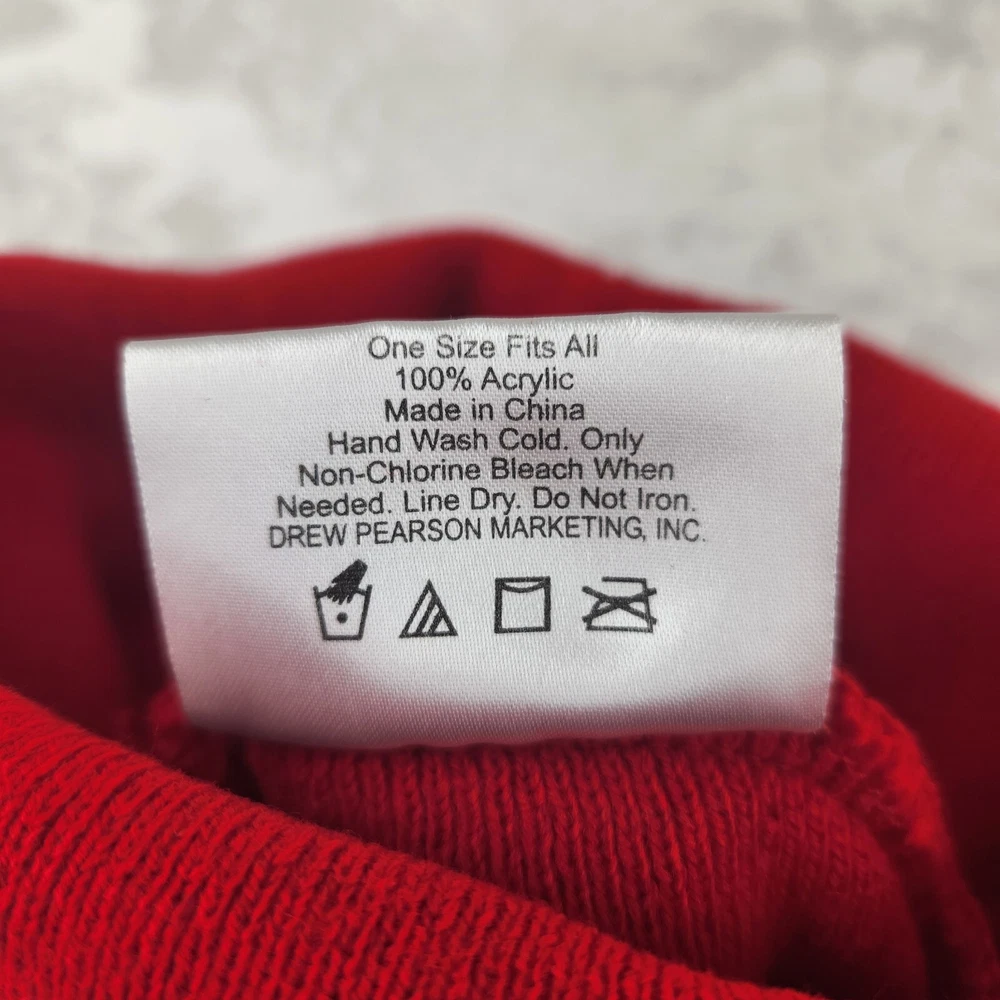 One Size Fits All
100% Acrylic
Made in China
Hand Wash Cold. Only
Non-Chlorine Bleach When
Needed. Line Dry. Do Not Iron.
DREW PEARSON MARKETING, INC.